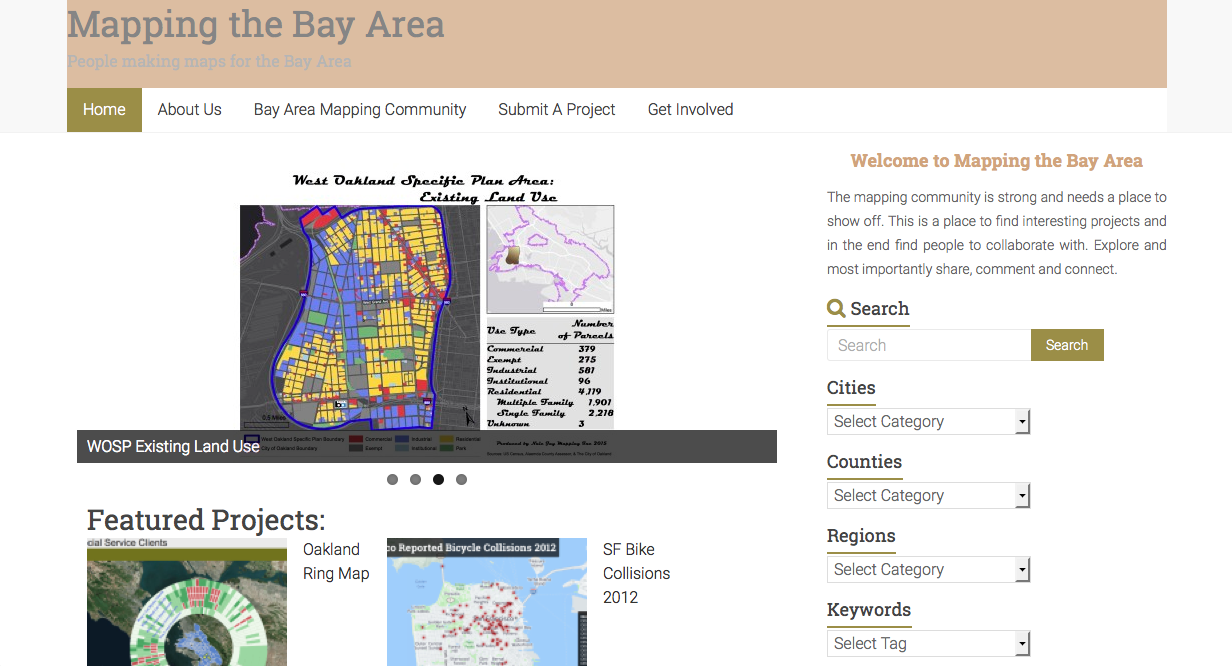 Mapping the Bay Area
People making maps for the Bay Area
Home About Us Bay Area Mapping Community Submit A Project Get Involved
West Oakland Specific Plan Area:
Existing Land Use
Use Type Number of Parcels
Commercial 379
Exempt 275
Industrial 581
Institutional 96
Residential 4,119
Multiple Family 1,901
Single Family 2,218
Unknown 3
0.5 Miles
Miles
West Oakland Specific Plan Boundary Commercial Industrial Residential
City of Oakland Boundary Exempt Institutional Park
WOSP Existing Land Use
Featured Projects:
cial Service Clients
Oakland
Ring Map
co Reported Bicycle Collisions 2012
SF Bike
Collisions
2012
Welcome to Mapping the Bay Area
The mapping community is strong and needs a place to
show off. This is a place to find interesting projects and
in the end find people to collaborate with. Explore and
most importantly share, comment and connect.
Search
Search Search
Cities
Select Category
Counties
Select Category
Regions
Select Category
Keywords
Select Tag